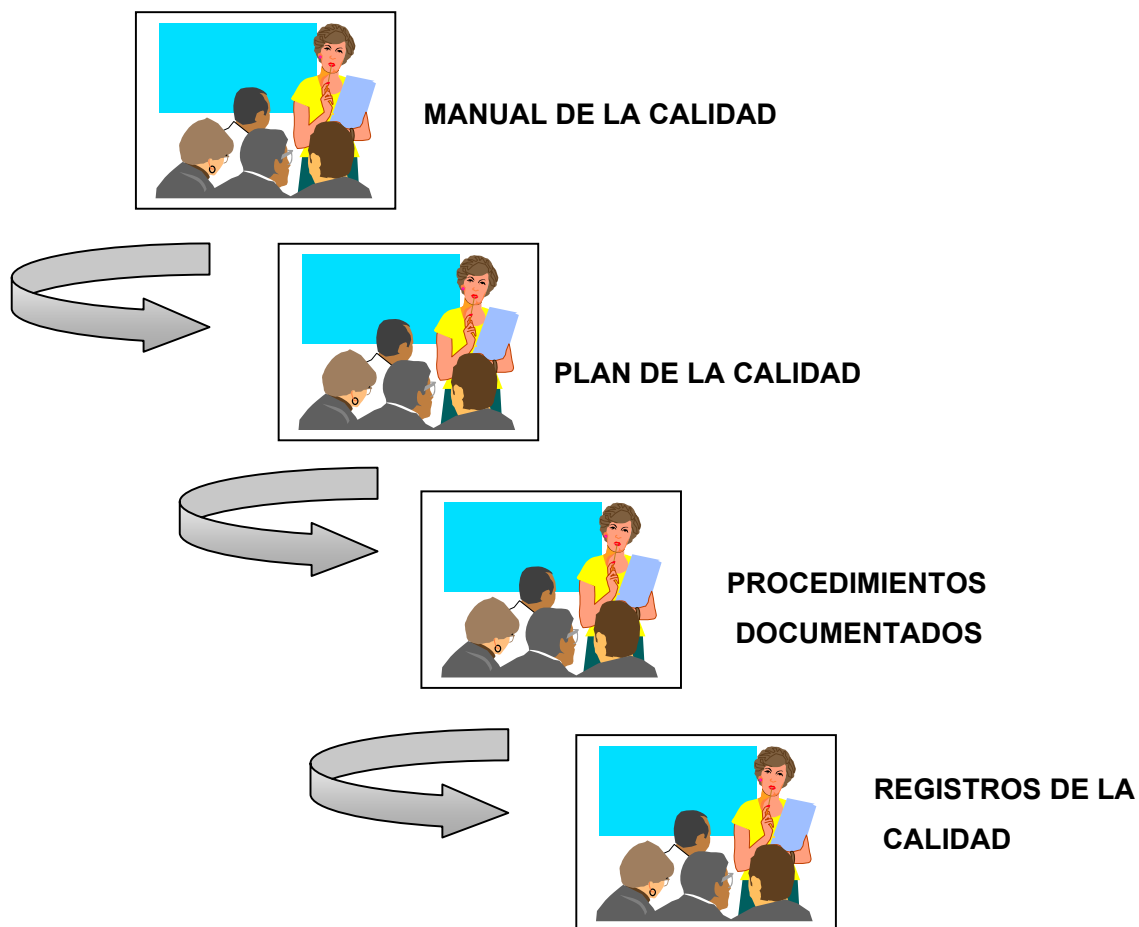 MANUAL DE LA CALIDAD
PLAN DE LA CALIDAD
PROCEDIMIENTOS
DOCUMENTADOS
REGISTROS DE LA
CALIDAD